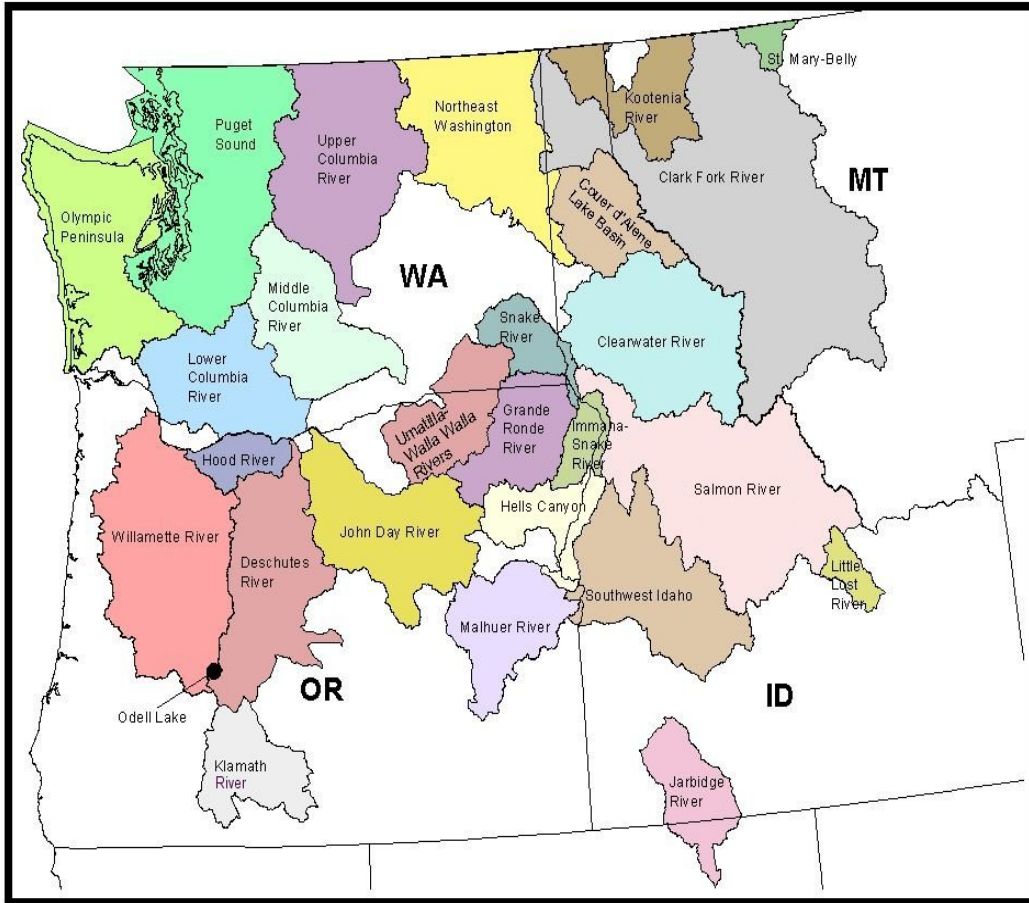 St. Mary-Belly
Northeast
Washington
Kootenia
River
Puget
Sound
Upper
Columbia
River
Clark Fork River
MT
Couer d'Alene
Lake Basin
Olympic
Peninsula
WA
Middle
Columbia
River
Snake
River
Clearwater River
Lower
Columbia
River
Umatilla-
Walla Walla
Rivers
Grande
Ronde
River
Immaha-
Snake
River
Hood River
Salmon River
Hells Canyon
Willamette River
John Day River
Deschutes
River
Little
Lost
River
Southwest Idaho
Malhuer River
OR
ID
Odell Lake
Klamath
River
Jarbidge
River